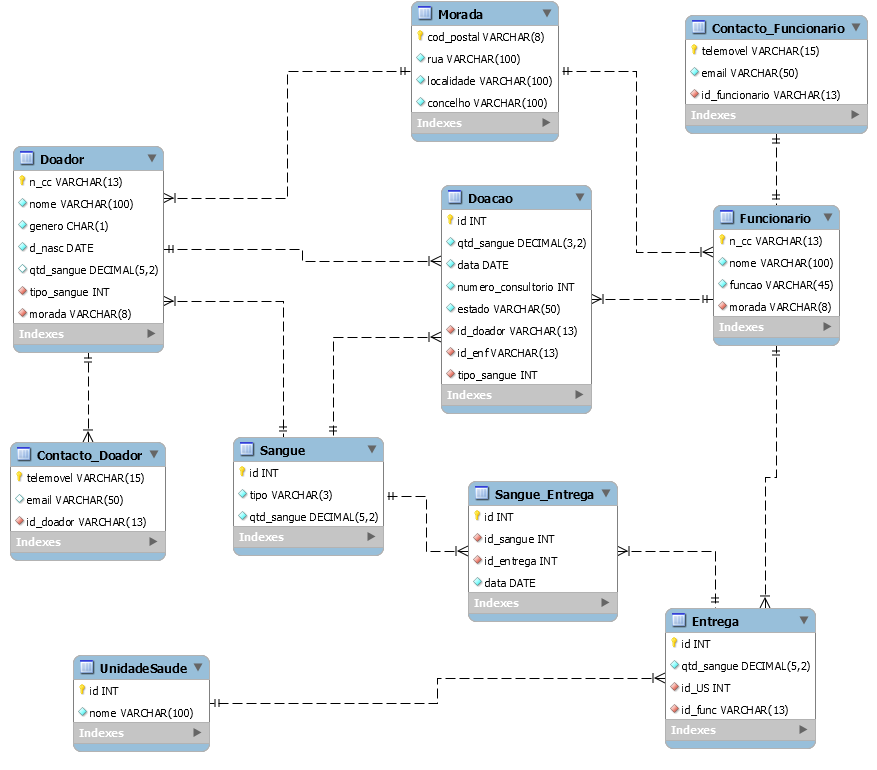 Morada
cod_postal VARCHAR(8)
rua VARCHAR(100)
localidade VARCHAR(100)
concelho VARCHAR(100)
Indexes
Contacto_Funcionario
telemovel VARCHAR(15)
email VARCHAR(50)
id_funcionario VARCHAR(13)
Indexes
Doador
n_cc VARCHAR(13)
nome VARCHAR(100)
genero CHAR(1)
d_nasc DATE
qtd_sangue DECIMAL(5,2)
tipo_sangue INT
morada VARCHAR(8)
Indexes
Doacao
id INT
qtd_sangue DECIMAL(3,2)
data DATE
numero_consultorio INT
estado VARCHAR(50)
id_doador VARCHAR(13)
id_enf VARCHAR(13)
tipo_sangue INT
Indexes
Funcionario
n_cc VARCHAR(13)
nome VARCHAR(100)
funcao VARCHAR(45)
morada VARCHAR(8)
Indexes
Contacto_Doador
telemovel VARCHAR(15)
email VARCHAR(50)
id_doador VARCHAR(13)
Indexes
Sangue
id INT
tipo VARCHAR(3)
qtd_sangue DECIMAL(5,2)
Indexes
Sangue_Entrega
id INT
id_sangue INT
id_entrega INT
data DATE
Indexes
UnidadeSaude
id INT
nome VARCHAR(100)
Indexes
Entrega
id INT
qtd_sangue DECIMAL(5,2)
id_US INT
id_func VARCHAR(13)
Indexes